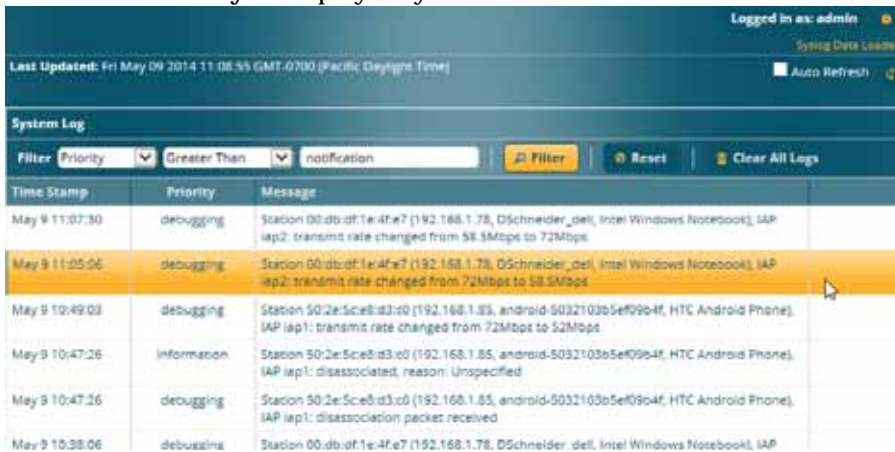 Logged in as: admin
Syslog Data Loade
Last Updated: Fri May 09 2014 11:08:55 GMT-0700 (Pacific Daylight Time)
Auto Refresh
System Log
Filter Priority Greater Than notification Filter Reset Clear All Logs
Time Stamp Priority Message
May 9 11:07:30 debugging Station 00:db:df:1e:4f:e7 (192.168.1.78, DSchneider_dell, Intel Windows Notebook), IAP
iap2: transmit rate changed from 58.5Mbps to 72Mbps
May 9 11:05:06 debugging Station 00:db:df:1e:4f:e7 (192.168.1.78, DSchneider_dell, Intel Windows Notebook), IAP
iap2: transmit rate changed from 72Mbps to 58.5Mbps
May 9 10:49:03 debugging Station 50:2e:5c:e8:d3:c0 (192.168.1.85, android-5032103b5ef09b4f, HTC Android Phone),
IAP iap1: transmit rate changed from 72Mbps to 52Mbps
May 9 10:47:26 information Station 50:2e:5c:e8:d3:c0 (192.168.1.85, android-5032103b5ef09b4f, HTC Android Phone),
IAP iap1: disassociated, reason: Unspecified
May 9 10:47:26 debugging Station 50:2e:5c:e8:d3:c0 (192.168.1.85, android-5032103b5ef09b4f, HTC Android Phone),
IAP iap1: disassociation packet received
May 9 10:38:06 debugging Station 00:db:df:1e:4f:e7 (192.168.1.78, DSchneider_dell, Intel Windows Notebook), IAP